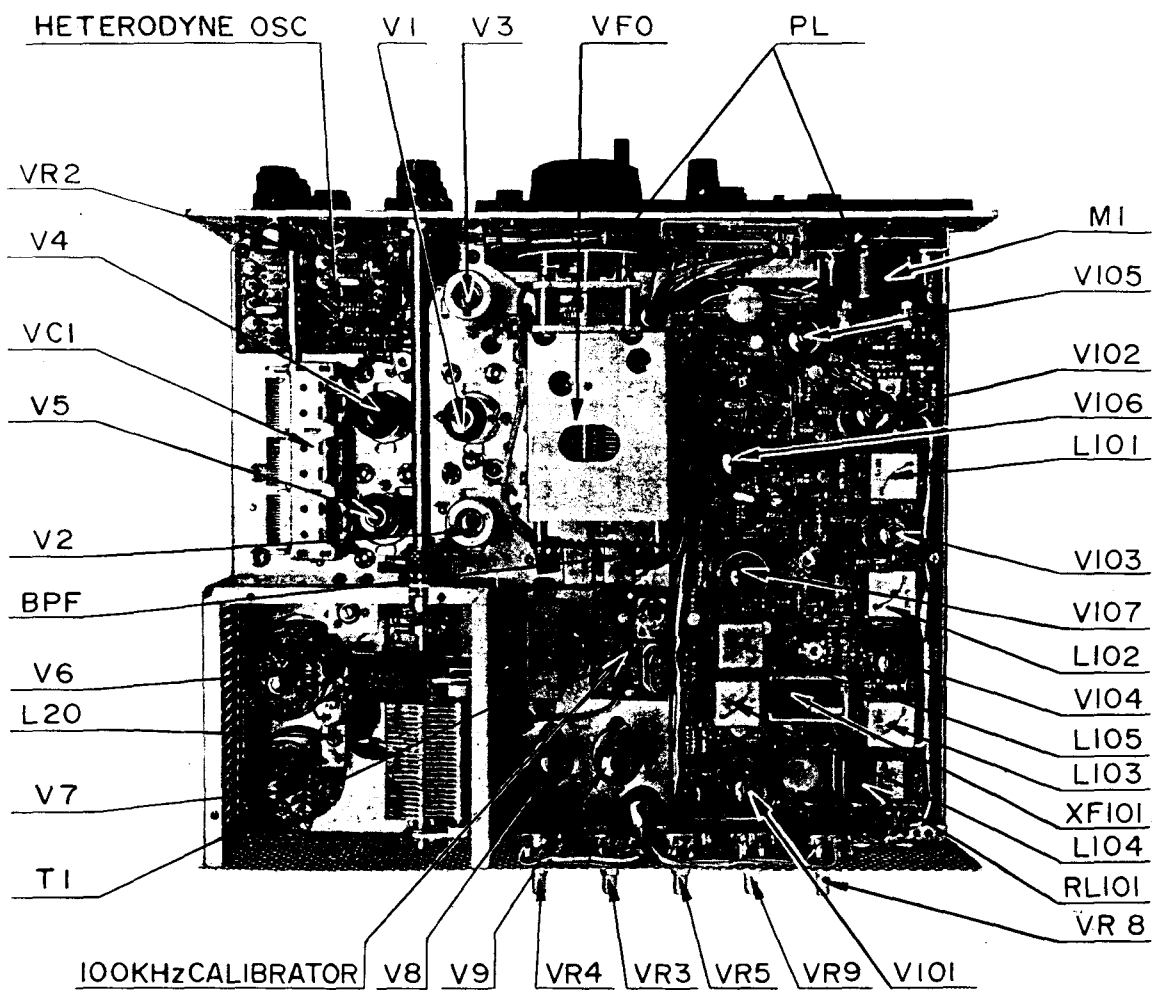 HETERODYNE OSC
V1
V3
VFO
PL
VR2
V4
VC1
V5
V2
BPF
V6
L20
V7
T1
M1
V105
V102
V106
L101
V103
V107
L102
V104
L105
L103
XF101
L104
RL101
VR8
100KHz CALIBRATOR
V8
V9
VR4
VR3
VR5
VR9
V101